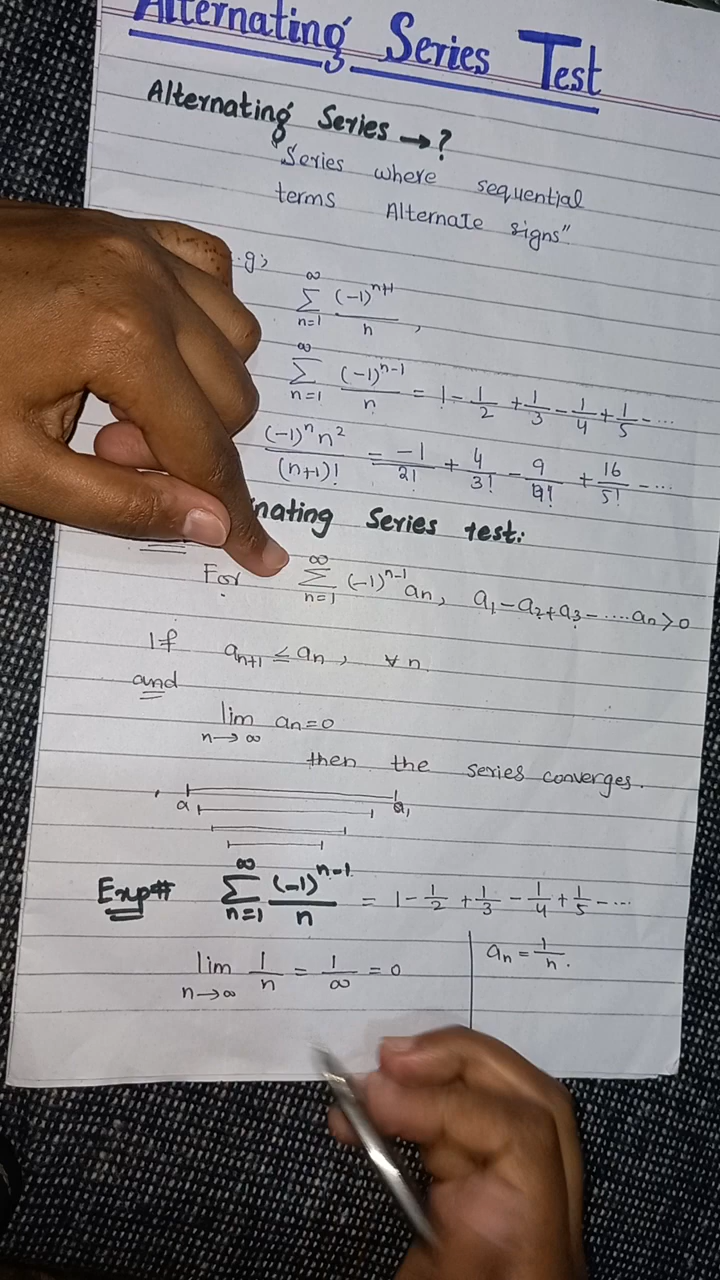 Alternating Series Test
Alternating Series →?
"Series where sequential
terms Alternate signs"
.g;
∞ Σ n=1 (-1)^{n+1}/n ,
∞ Σ n=1 (-1)^{n-1}/n = 1 - 1/2 + 1/3 - 1/4 + 1/5 - ...
(-1)^n n^2/(n+1)! = -1/2! + 4/3! - 9/9! + 16/5! - ...
nating Series test:
For ∞ Σ n=1 (-1)^{n-1} an, a1 - a2 + a3 - .... an > 0
If a_{n+1} ≤ an, ∀ n
and
lim n→∞ an = 0
then the series converges.
a a1
Exp# ∞ Σ n=1 (-1)^{n-1}/n = 1 - 1/2 + 1/3 - 1/4 + 1/5 - ...
lim n→∞ 1/n = 1/∞ = 0
an = 1/n.